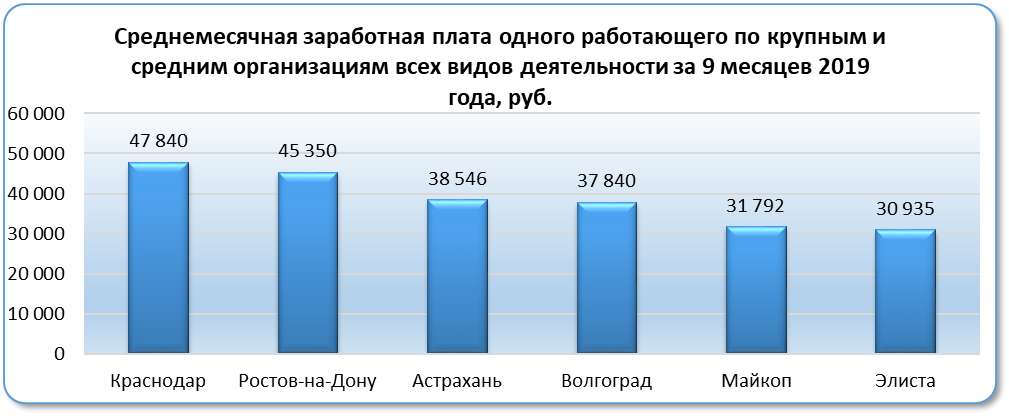 Среднемесячная заработная плата одного работающего по крупным и
средним организациям всех видов деятельности за 9 месяцев 2019
года, руб.
60 000
50 000
40 000
30 000
20 000
10 000
0
47 840
45 350
38 546
37 840
31 792
30 935
Краснодар
Ростов-на-Дону
Астрахань
Волгоград
Майкоп
Элиста